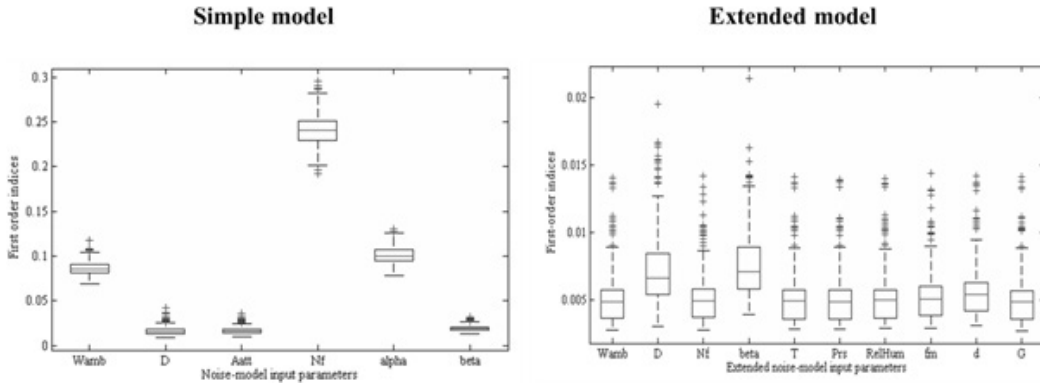 Simple model
Extended model
First order indices
0.3
0.25
0.2
0.15
0.1
0.05
0
Wamb D Aatt Nf alpha beta
Noise-model input parameters
First-order indices
0.02
0.015
0.01
0.005
Wamb D Nf beta T Prs RelHum fm d G
Extended noise-model input parameters